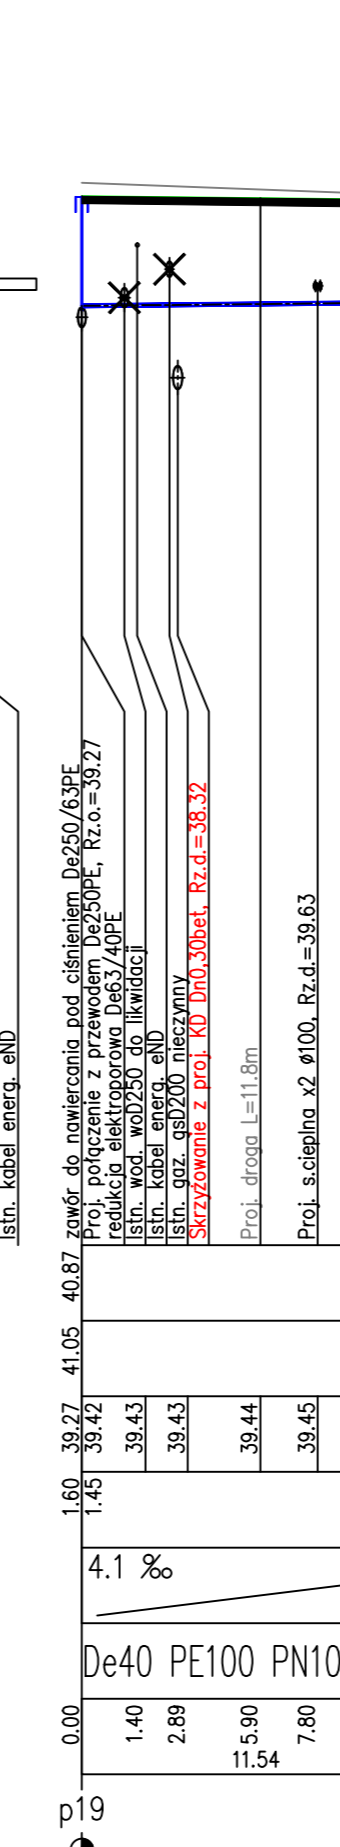 Istn. kabel energ. eND
zawór do nawiercania pod ciśnieniem De250/63PE
Proj. połączenie z przewodem De250PE, Rz.o.=39.27
redukcja elektroporowa De63/40PE
Istn. wod. woD250 do likwidacji
Istn. kabel energ. eND
Istn. gaz. gsD200 nieczynny
Skrzyżowanie z proj. KD Dn0,30bet, Rz.d.=38.32
Proj. droga L=11.8m
Proj. s.cieplna x2 ø100, Rz.d.=39.63
40.87
41.05
39.27 39.42 39.43 39.43 39.44 39.45
1.60 1.45
4.1 ‰
De40 PE100 PN10
0.00 1.40 2.89 5.90 7.80
11.54
p19